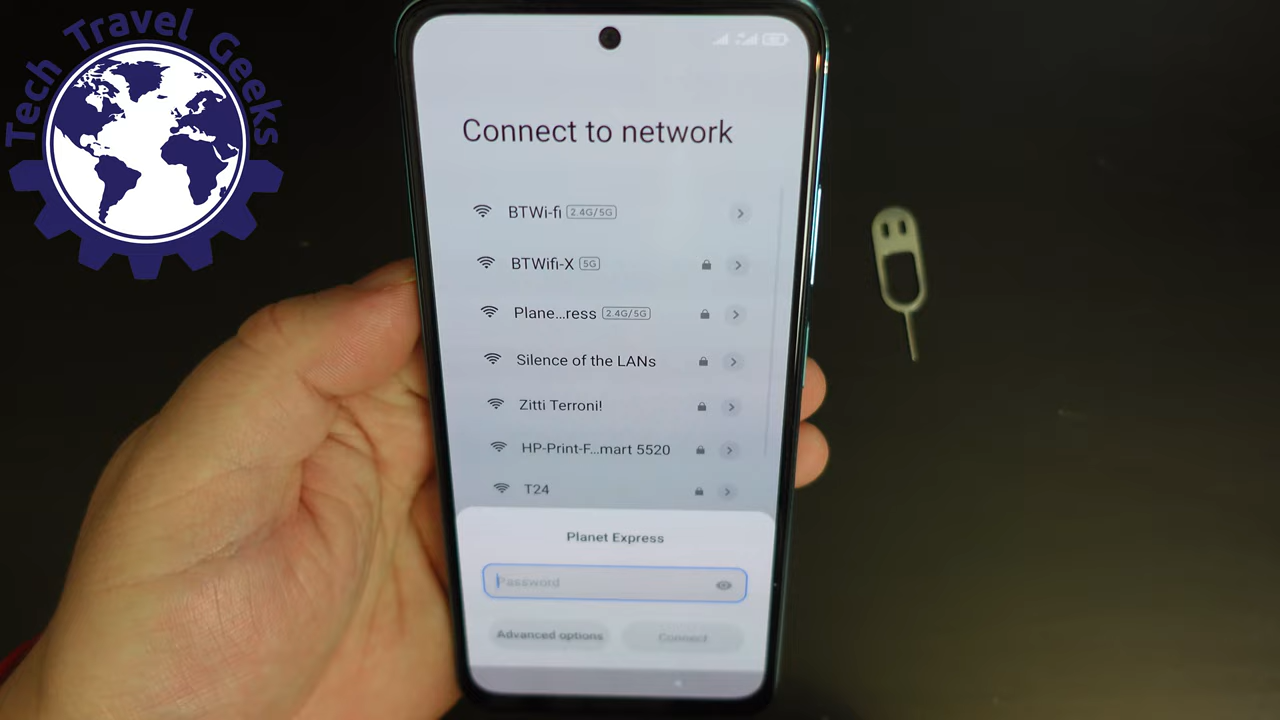 Tech Travel Geeks
Connect to network
BTWi-fi 2.4G/5G
BTWifi-X 5G
Plane...ress 2.4G/5G
Silence of the LANs
Zitti Terroni!
HP-Print-F...mart 5520
T24
Planet Express
Password
Advanced options
Connect